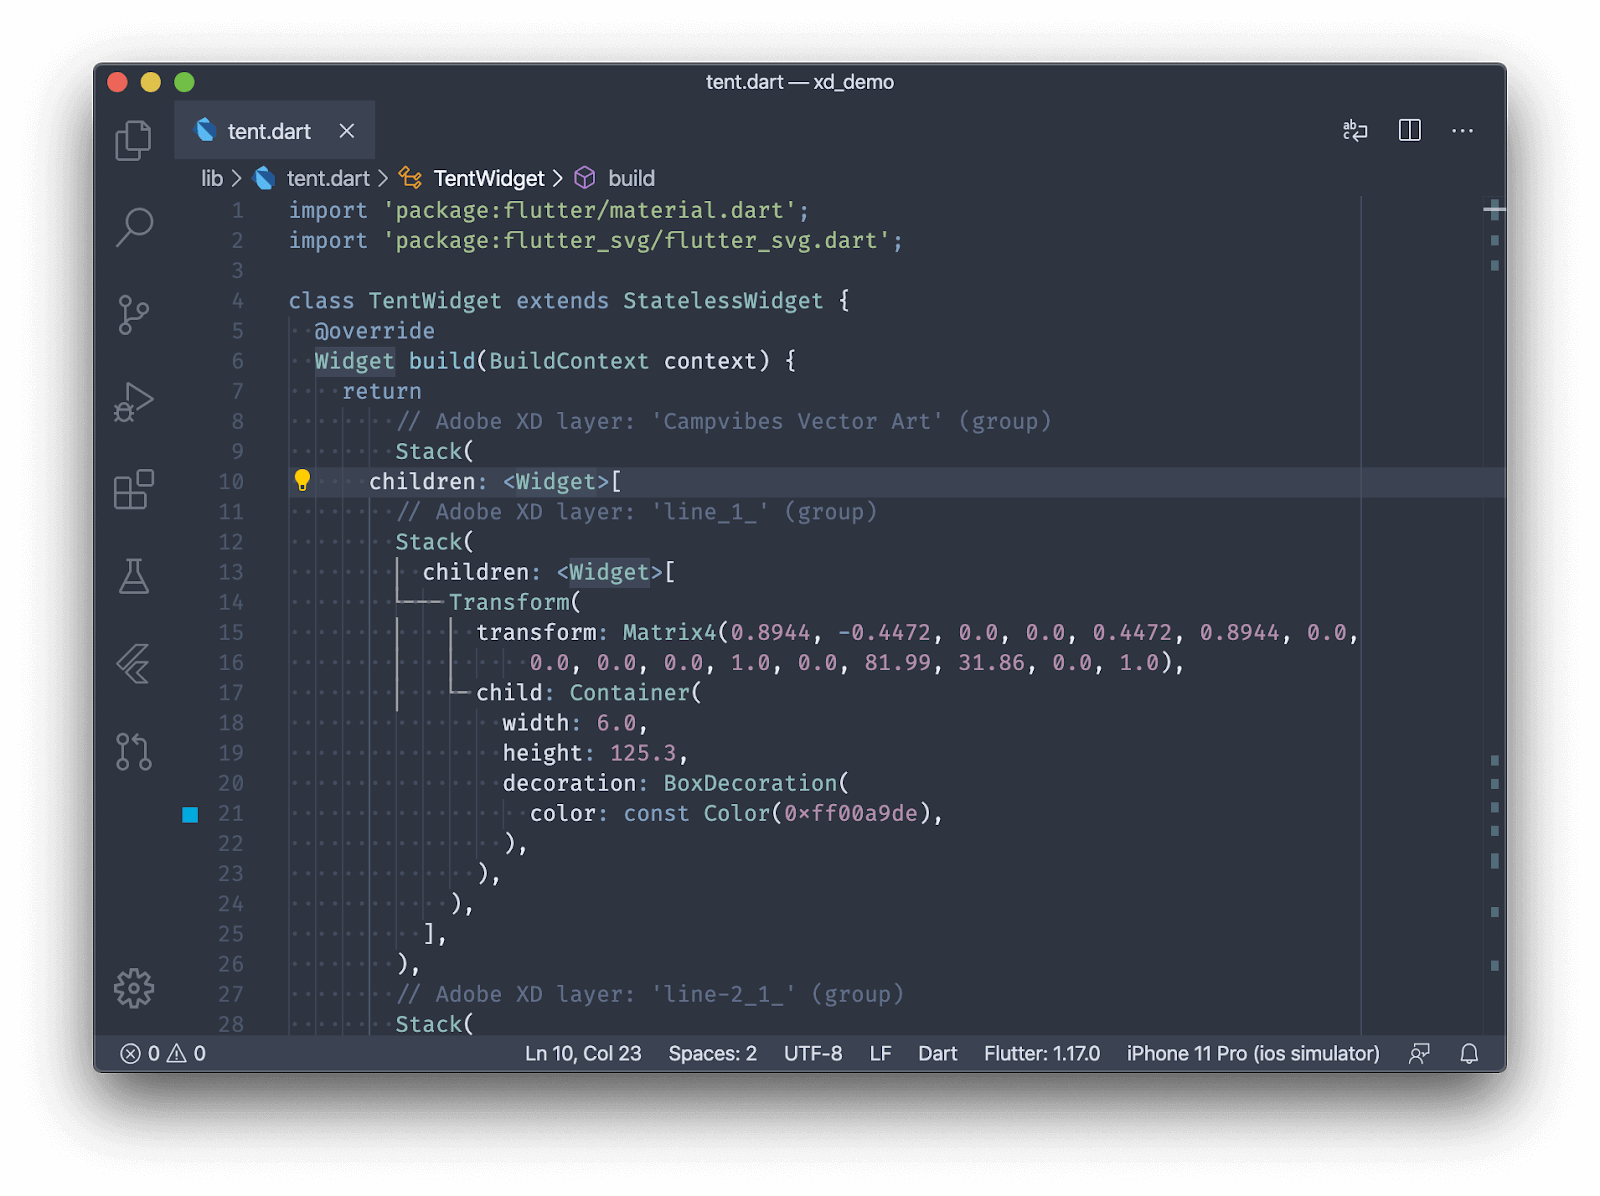 tent.dart — xd_demo
tent.dart
lib > tent.dart > TentWidget > build
1 import 'package:flutter/material.dart';
2 import 'package:flutter_svg/flutter_svg.dart';
3
4 class TentWidget extends StatelessWidget {
5 @override
6 Widget build(BuildContext context) {
7 return
8 // Adobe XD layer: 'Campvibes Vector Art' (group)
9 Stack(
10 children: <Widget>[
11 // Adobe XD layer: 'line_1_' (group)
12 Stack(
13 children: <Widget>[
14 Transform(
15 transform: Matrix4(0.8944, -0.4472, 0.0, 0.0, 0.4472, 0.8944, 0.0,
16 0.0, 0.0, 0.0, 1.0, 0.0, 81.99, 31.86, 0.0, 1.0),
17 child: Container(
18 width: 6.0,
19 height: 125.3,
20 decoration: BoxDecoration(
21 color: const Color(0xff00a9de),
22 ),
23 ),
24 ),
25 ],
26 ),
27 // Adobe XD layer: 'line-2_1_' (group)
28 Stack(
0 0 Ln 10, Col 23 Spaces: 2 UTF-8 LF Dart Flutter: 1.17.0 iPhone 11 Pro (ios simulator)